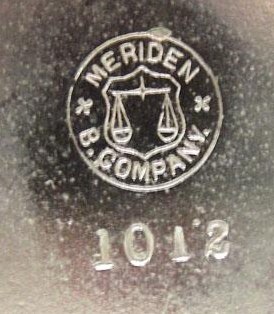 MERIDEN
B. COMPANY.
1012